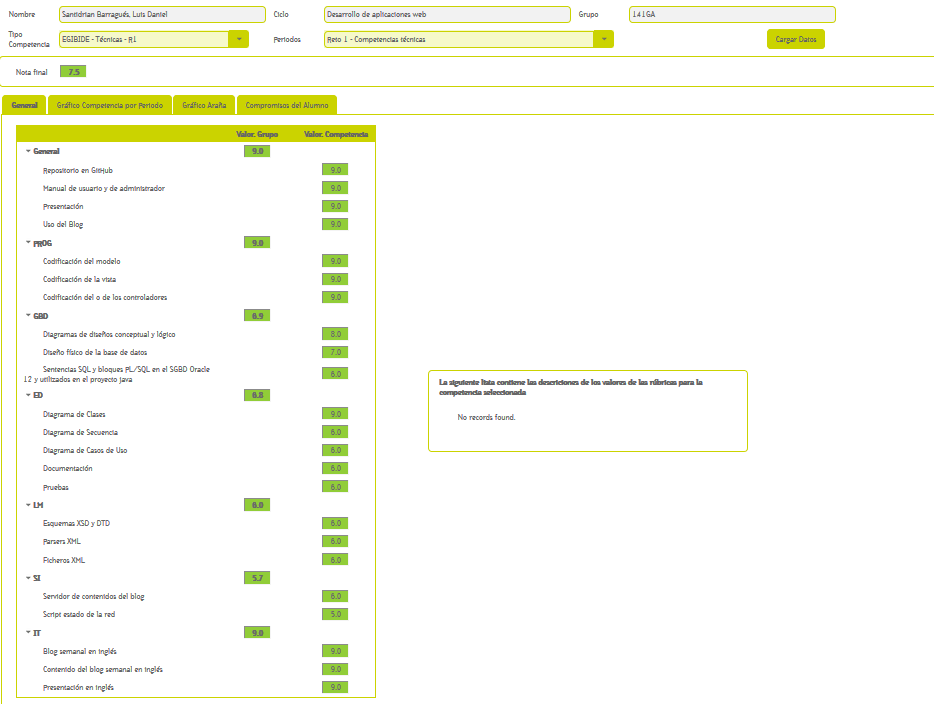 Nombre Santidrian Barragués, Luis Daniel Ciclo Desarrollo de aplicaciones web Grupo 141GA
Tipo Competencia EGIBIDE - Técnicas - R1 Periodos Reto 1 - Competencias técnicas Cargar Datos
Nota final 7.5
General Gráfico Competencia por Periodo Gráfico Araña Compromisos del Alumno
Valor. Grupo Valor. Competencia
General 9.0
Repositorio en GitHub 9.0
Manual de usuario y de administrador 9.0
Presentación 9.0
Uso del Blog 9.0
PROG 9.0
Codificación del modelo 9.0
Codificación de la vista 9.0
Codificación del o de los controladores 9.0
GBD 6.9
Diagramas de diseños conceptual y lógico 8.0
Diseño físico de la base de datos 7.0
Sentencias SQL y bloques PL/SQL en el SGBD Oracle
12 y utilizados en el proyecto java 6.0
La siguiente lista contiene las descripciones de los valores de las rúbricas para la
competencia seleccionada
No records found.
ED 6.8
Diagrama de Clases 9.0
Diagrama de Secuencia 6.0
Diagrama de Casos de Uso 6.0
Documentación 6.0
Pruebas 6.0
LM 6.0
Esquemas XSD y DTD 6.0
Parsers XML 6.0
Ficheros XML 6.0
SI 5.7
Servidor de contenidos del blog 6.0
Script estado de la red 5.0
IT 9.0
Blog semanal en inglés 9.0
Contenido del blog semanal en inglés 9.0
Presentación en inglés 9.0